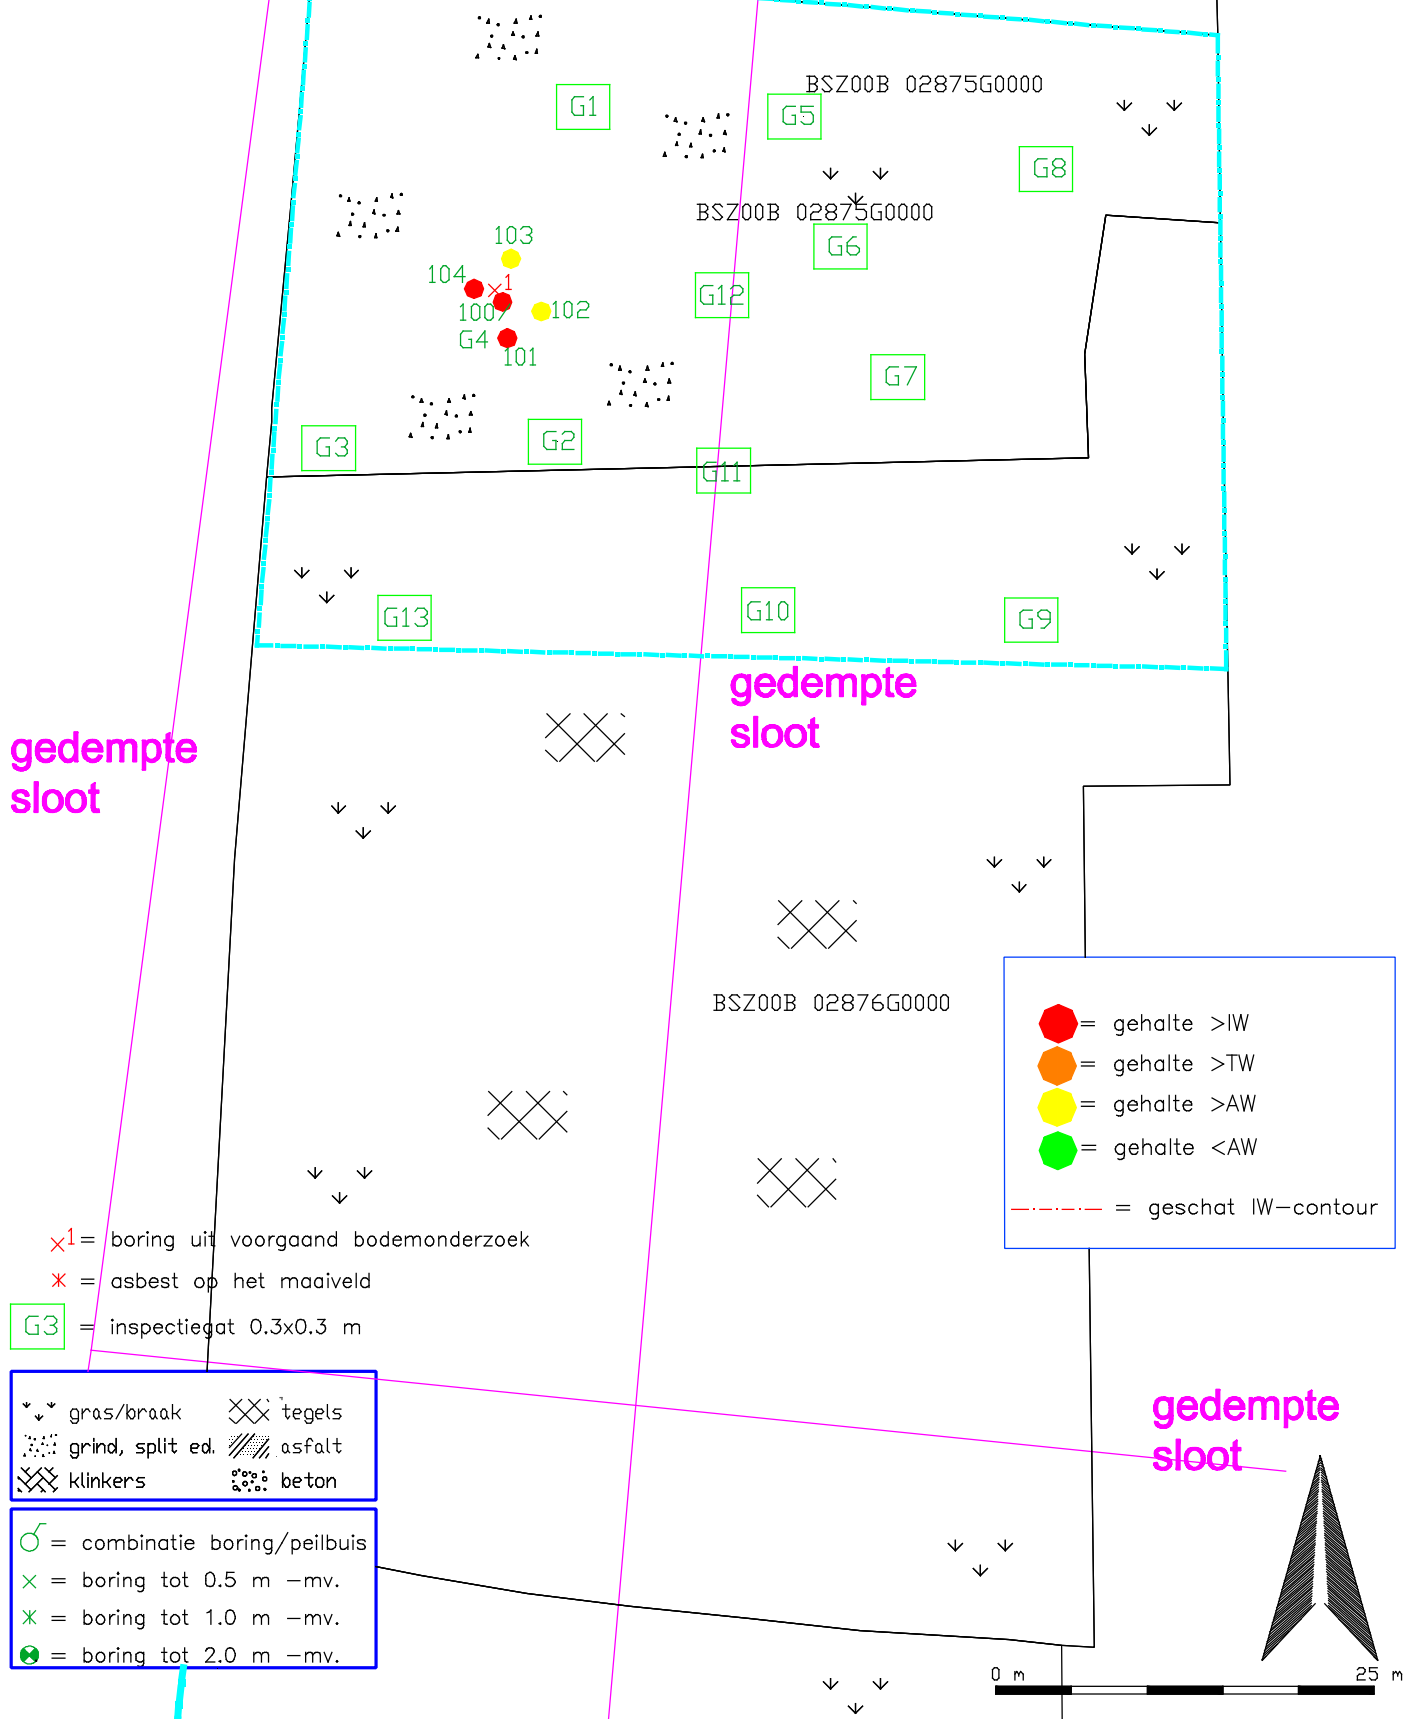 BSZ00B 02875G0000
G1
G5
G8
BSZ00B 02875G0000
103
G6
104
1
G12
1007
102
G4
101
G7
G3
G2
G11
G13
G10
G9
gedempte
sloot
gedempte
sloot
BSZ00B 02876G0000
= gehalte >IW
= gehalte >TW
= gehalte >AW
= gehalte <AW
= geschat IW-contour
1 = boring uit voorgaand bodemonderzoek
= asbest op het maaiveld
G3 = inspectiegat 0.3x0.3 m
gras/braak
tegels
grind, split ed.
asfalt
klinkers
beton
gedempte
sloot
= combinatie boring/peilbuis
= boring tot 0.5 m -mv.
= boring tot 1.0 m -mv.
= boring tot 2.0 m -mv.
0 m
25 m